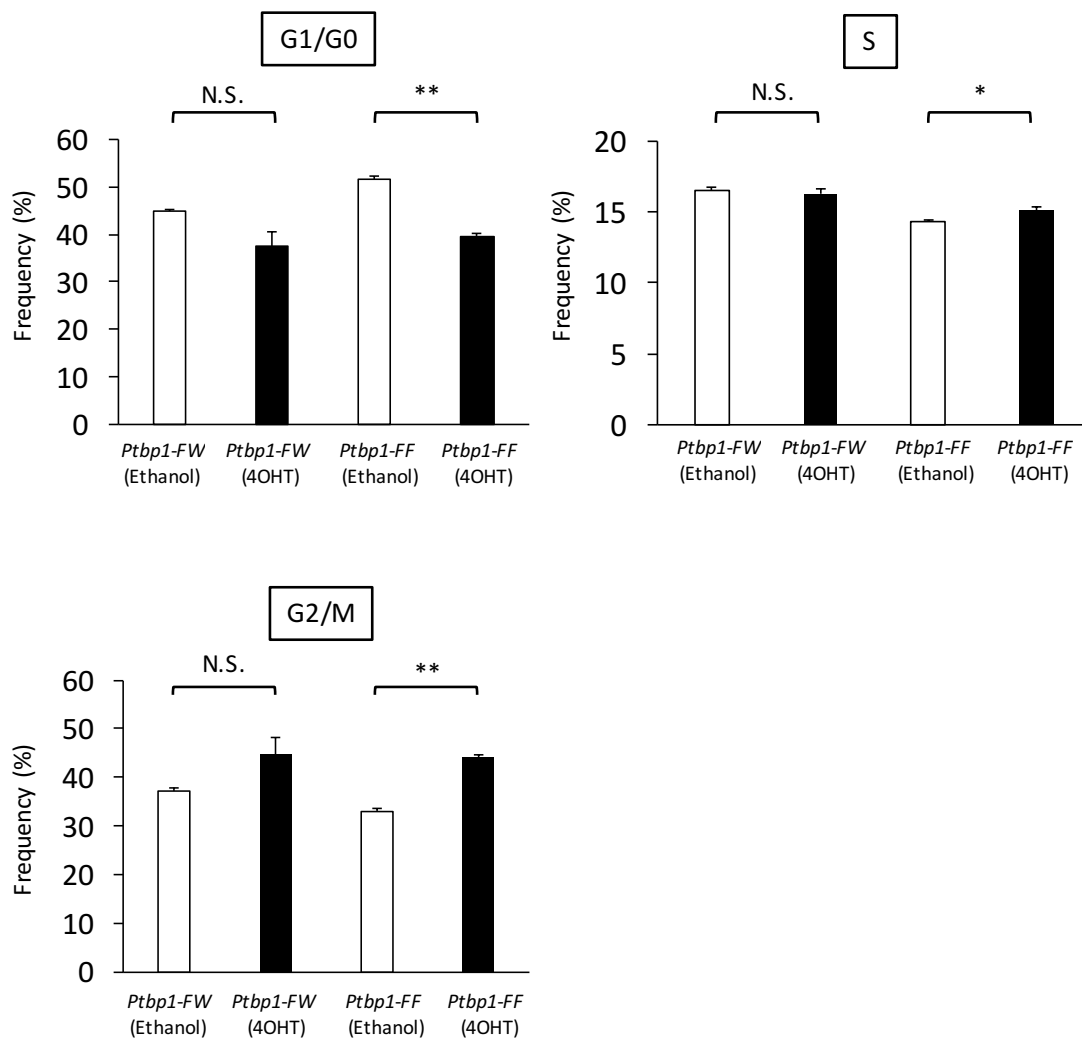 G1/G0
N.S.
**
Frequency (%)
60
50
40
30
20
10
0
Ptbp1-FW Ptbp1-FW Ptbp1-FF Ptbp1-FF
(Ethanol) (4OHT) (Ethanol) (4OHT)
S
N.S.
*
Frequency (%)
20
15
10
5
0
Ptbp1-FW Ptbp1-FW Ptbp1-FF Ptbp1-FF
(Ethanol) (4OHT) (Ethanol) (4OHT)
G2/M
N.S.
**
Frequency (%)
60
50
40
30
20
10
0
Ptbp1-FW Ptbp1-FW Ptbp1-FF Ptbp1-FF
(Ethanol) (4OHT) (Ethanol) (4OHT)